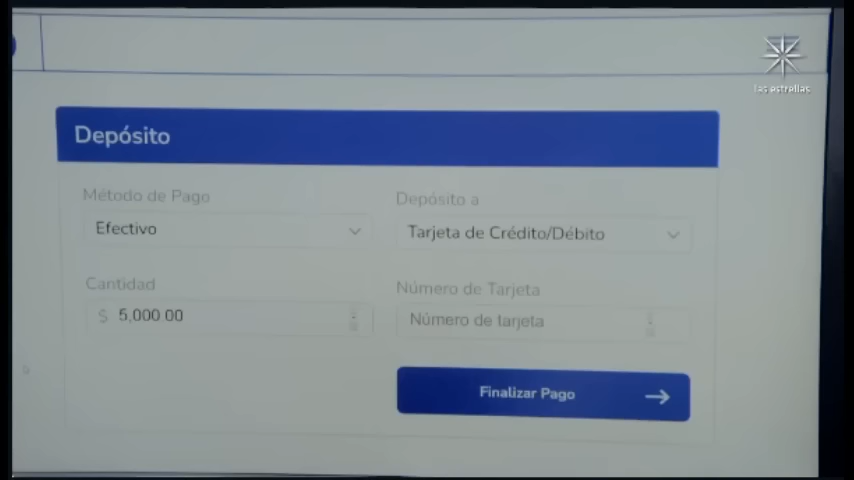 las estrellas
Depósito
Método de Pago
Depósito a
Efectivo
Tarjeta de Crédito/Débito
Cantidad
Número de Tarjeta
$ 5,000 00
Número de tarjeta
Finalizar Pago